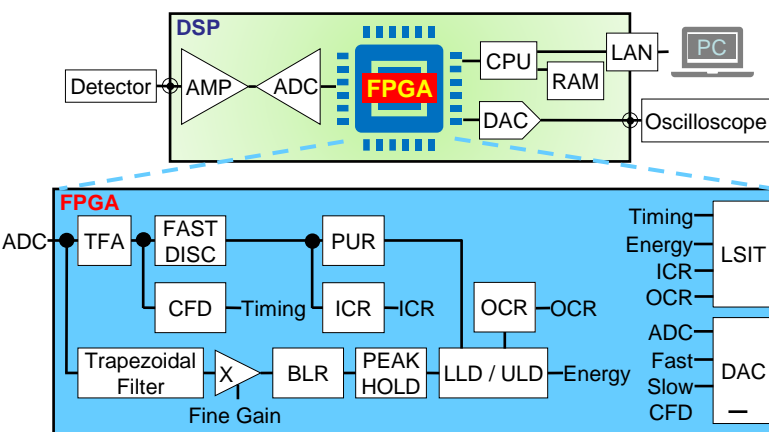 DSP
Detector
AMP
ADC
FPGA
CPU
RAM
LAN
PC
DAC
Oscilloscope
FPGA
ADC
TFA
FAST
DISC
PUR
CFD
Timing
ICR
ICR
OCR
OCR
Trapezoidal
Filter
X
Fine Gain
BLR
PEAK
HOLD
LLD / ULD
Energy
Timing
Energy
ICR
OCR
LSIT
ADC
Fast
Slow
CFD
DAC